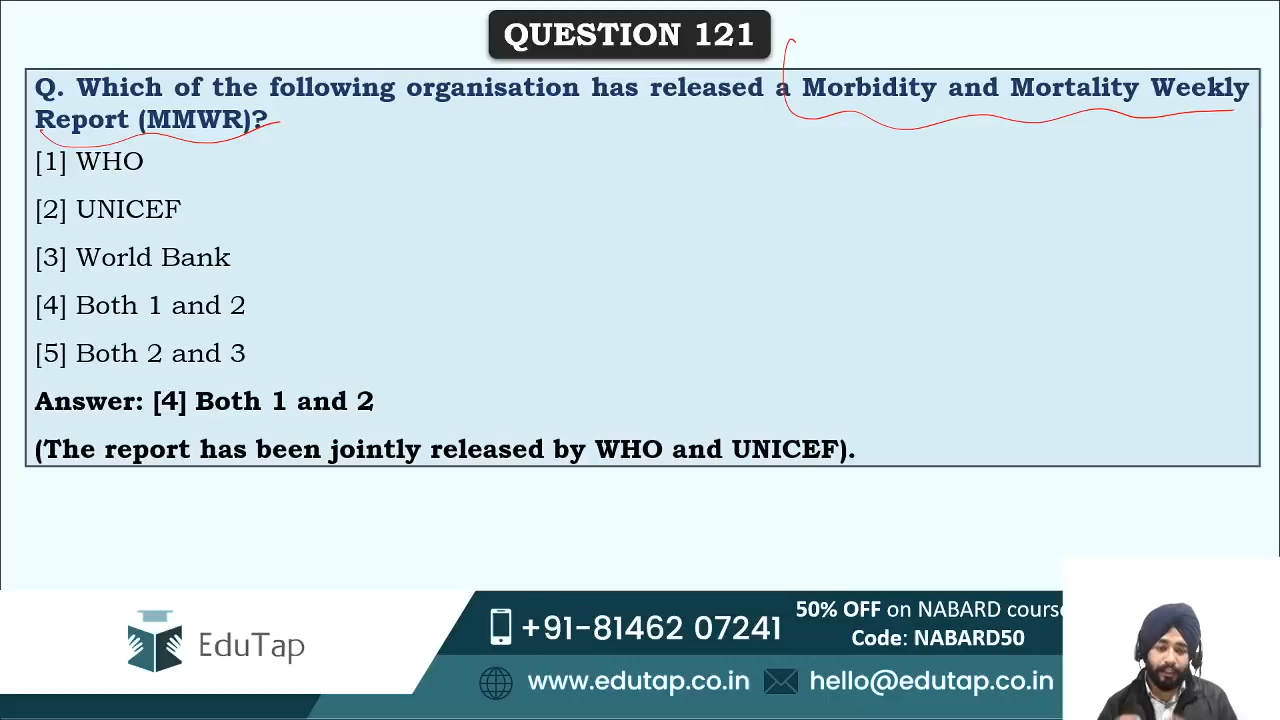 QUESTION 121
Q. Which of the following organisation has released a Morbidity and Mortality Weekly
Report (MMWR)?
[1] WHO
[2] UNICEF
[3] World Bank
[4] Both 1 and 2
[5] Both 2 and 3
Answer: [4] Both 1 and 2
(The report has been jointly released by WHO and UNICEF).
EduTap
+91-81462 07241
50% OFF on NABARD course
Code: NABARD50
www.edutap.co.in
hello@edutap.co.in